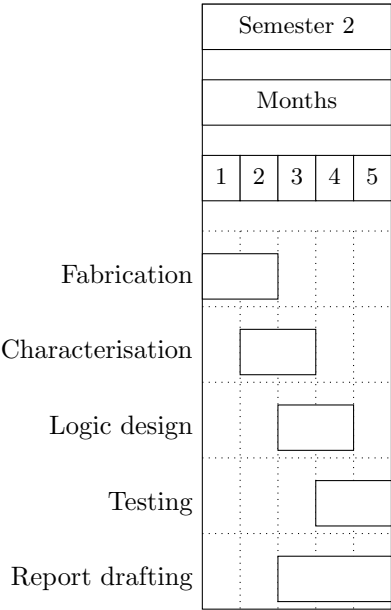 Semester 2
Months
1 2 3 4 5
Fabrication
Characterisation
Logic design
Testing
Report drafting